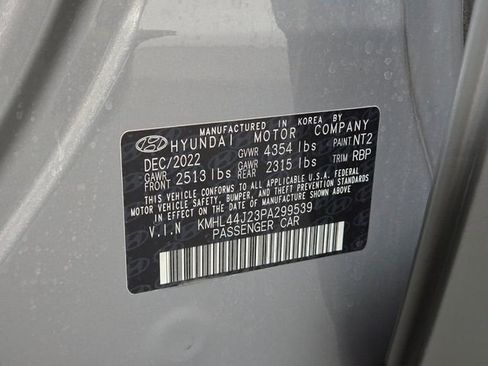 MANUFACTURED IN KOREA BY
HYUNDAI MOTOR COMPANY
DEC/2022 GVWR 4354 lbs PAINT NT2
GAWR FRONT 2513 lbs GAWR REAR 2315 lbs TRIM RBP
THIS VEHICLE CONFORMS TO ALL APPLICABLE U.S.A. FEDERAL
MOTOR VEHICLE SAFETY, BUMPER, AND THEFT PREVENTION
STANDARDS IN EFFECT ON THE DATE OF MANUFACTURE SHOWN ABOVE.
V.I.N KMHL44J23PA299539
PASSENGER CAR